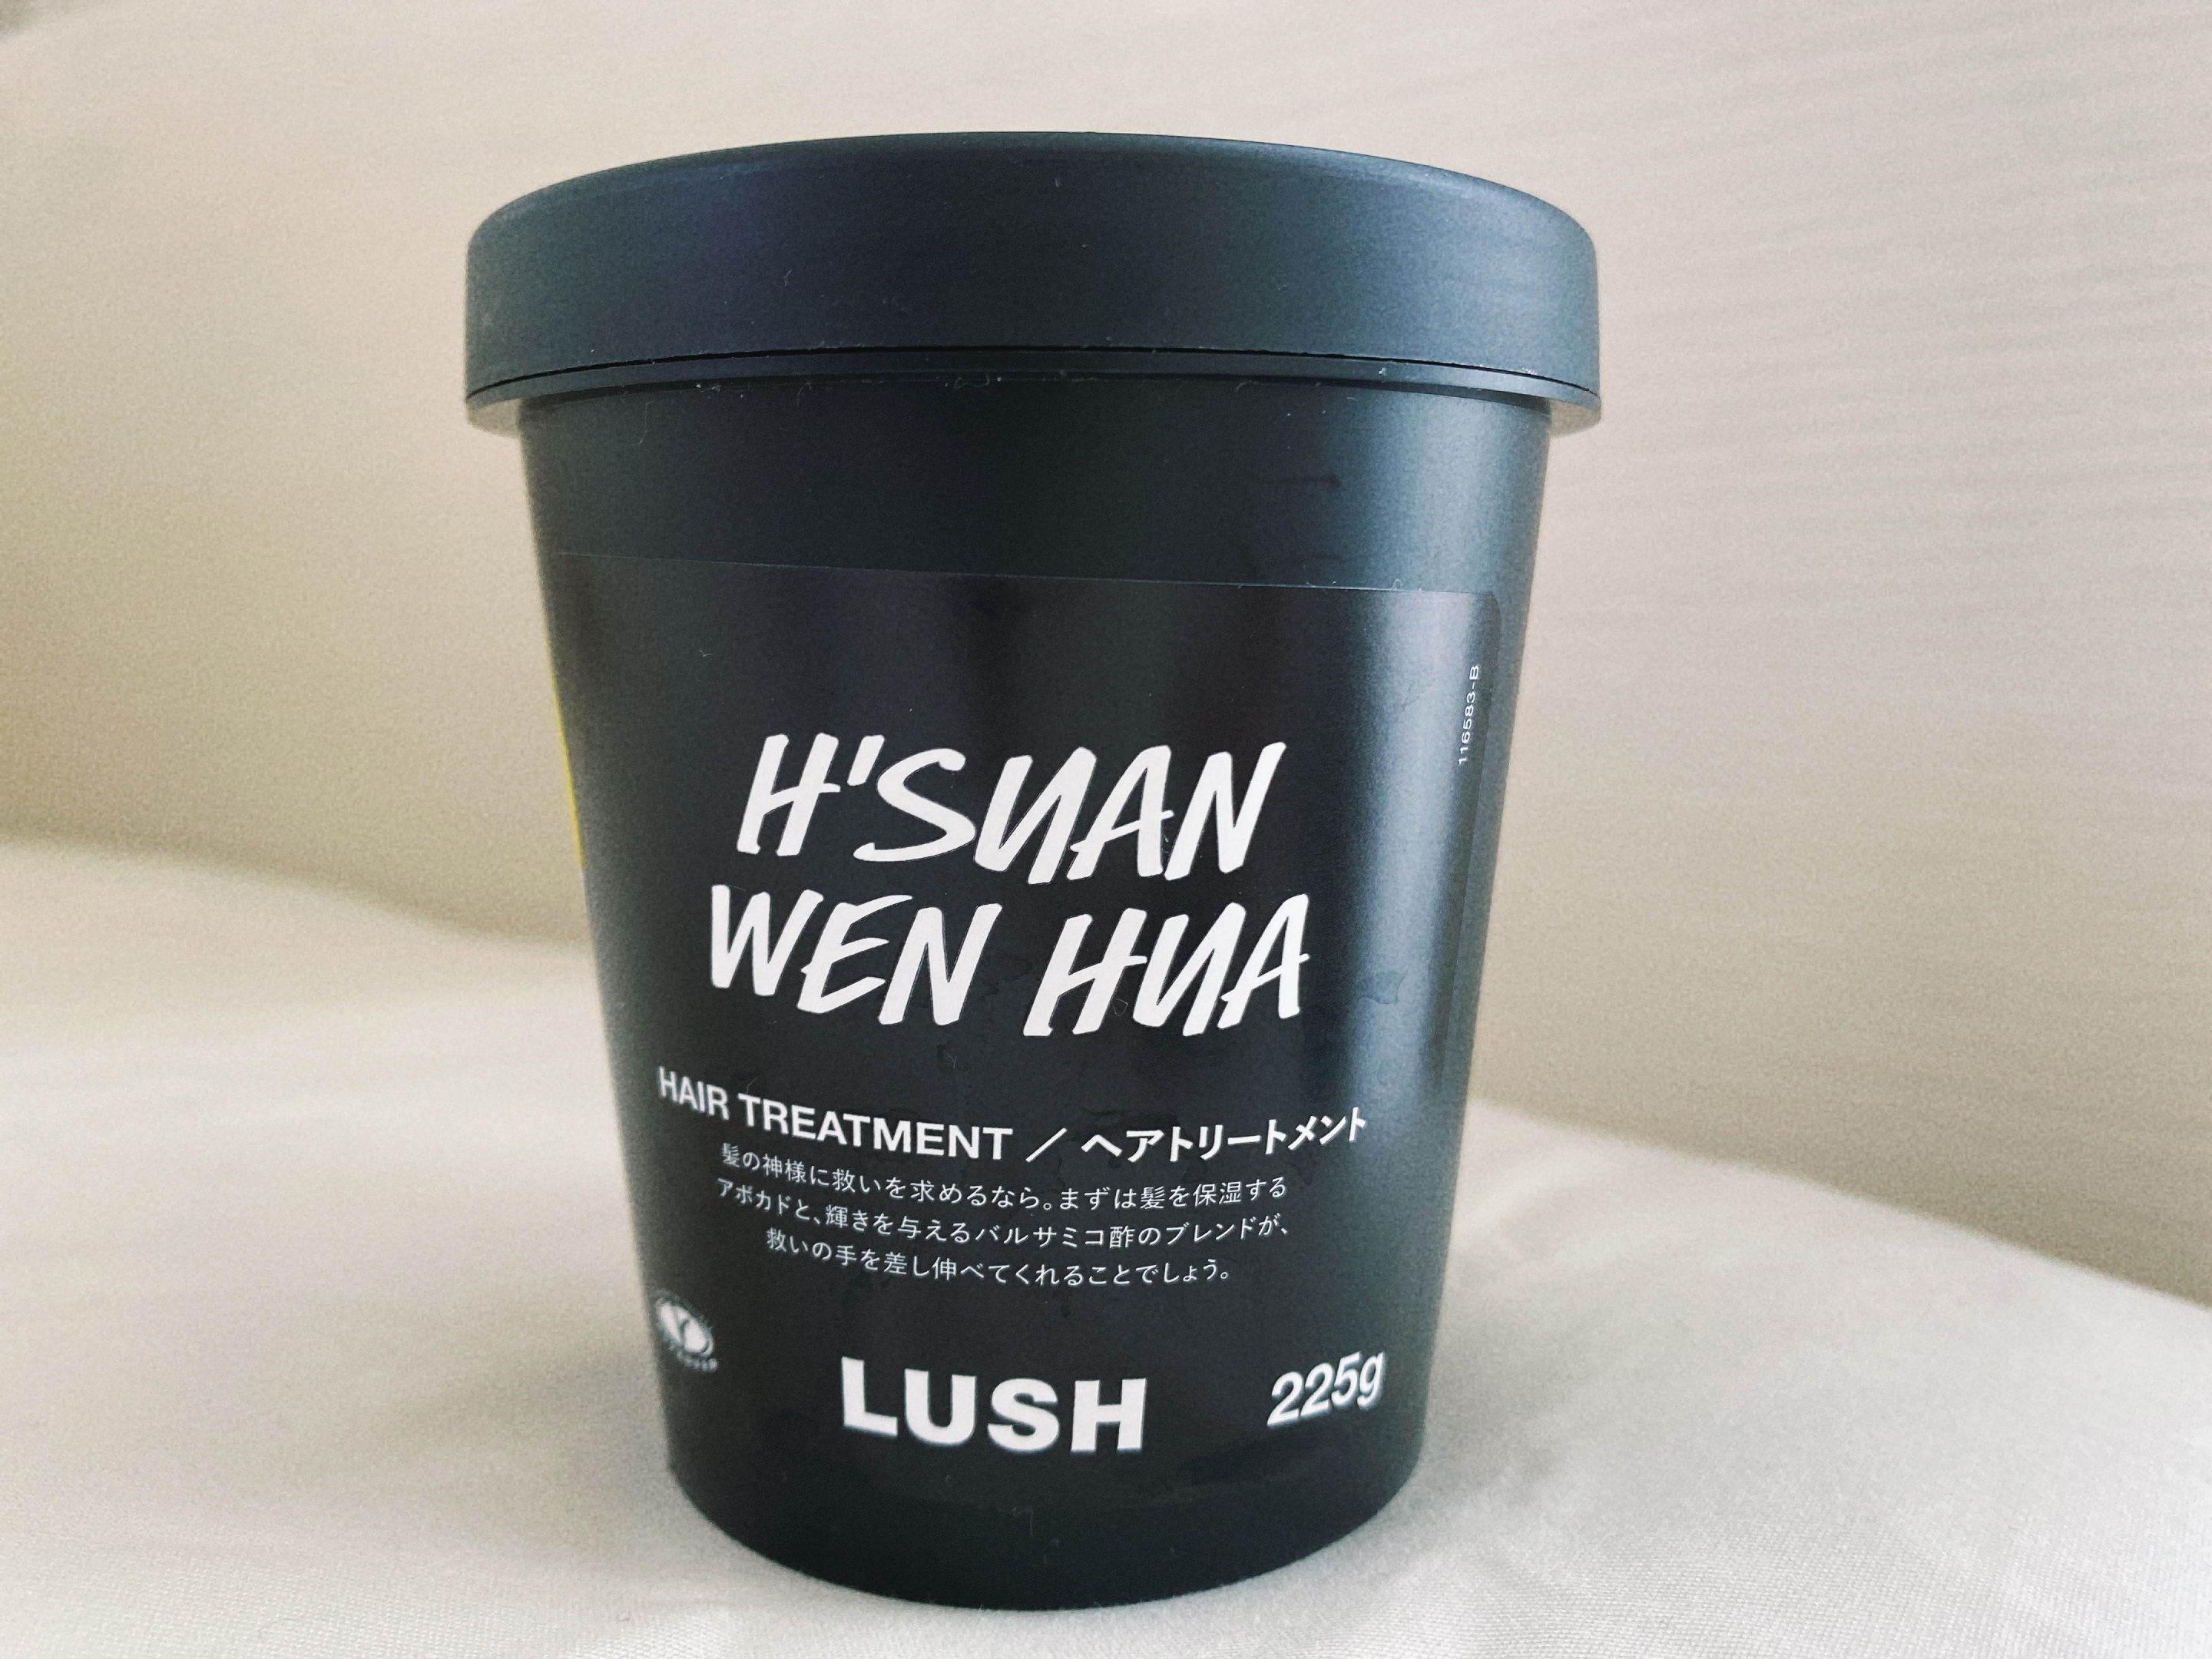 116583-B
H'SUAN
WEN HUA
HAIR TREATMENT / ヘアトリートメント
髪の神様に救いを求めるなら。まずは髪を保湿する
アボカドと、輝きを与えるバルサミコ酢のブレンドが、
救いの手を差し伸べてくれることでしょう。
LUSH
225g